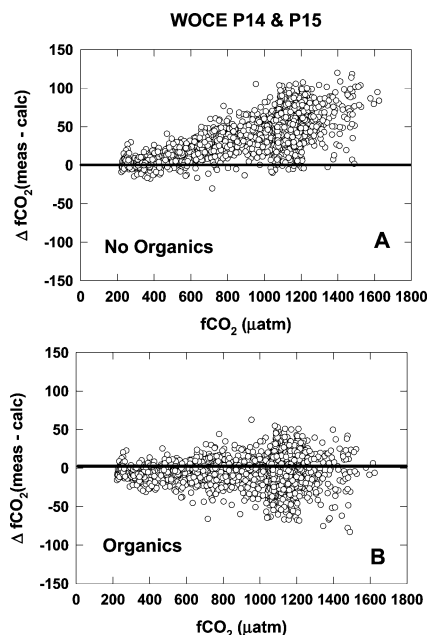 WOCE P14 & P15
Δ fCO₂(meas - calc)
150
100
50
0
-50
-100
-150
No Organics
A
0 200 400 600 800 1000 1200 1400 1600 1800
fCO₂ (μatm)
Δ fCO₂(meas - calc)
150
100
50
0
-50
-100
-150
Organics
B
0 200 400 600 800 1000 1200 1400 1600 1800
fCO₂ (μatm)